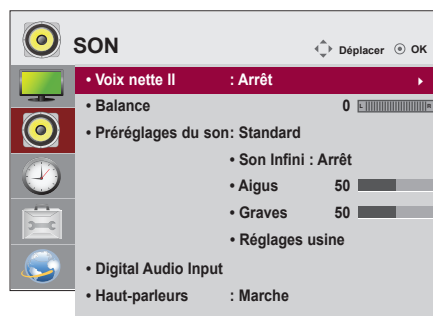 SON
Déplacer OK
• Voix nette II : Arrêt
• Balance 0 L R
• Préréglages du son: Standard
• Son Infini : Arrêt
• Aigus 50
• Graves 50
• Réglages usine
• Digital Audio Input
• Haut-parleurs : Marche